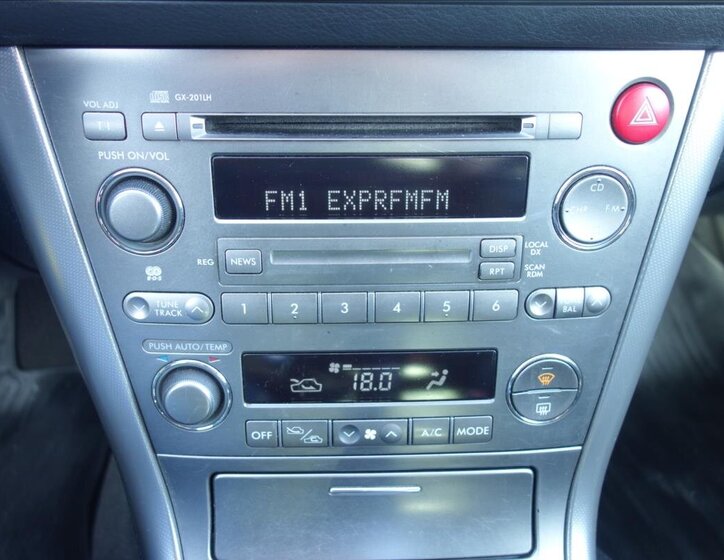 VOL ADJ
GX-201LH
PUSH ON/VOL
FM1 EXPRFMFM
CD
FM
REG
NEWS
DISP
LOCAL
DX
RPT
SCAN
RDM
TUNE
TRACK
1 2 3 4 5 6
BAL
PUSH AUTO/TEMP
18.0
OFF
A/C
MODE